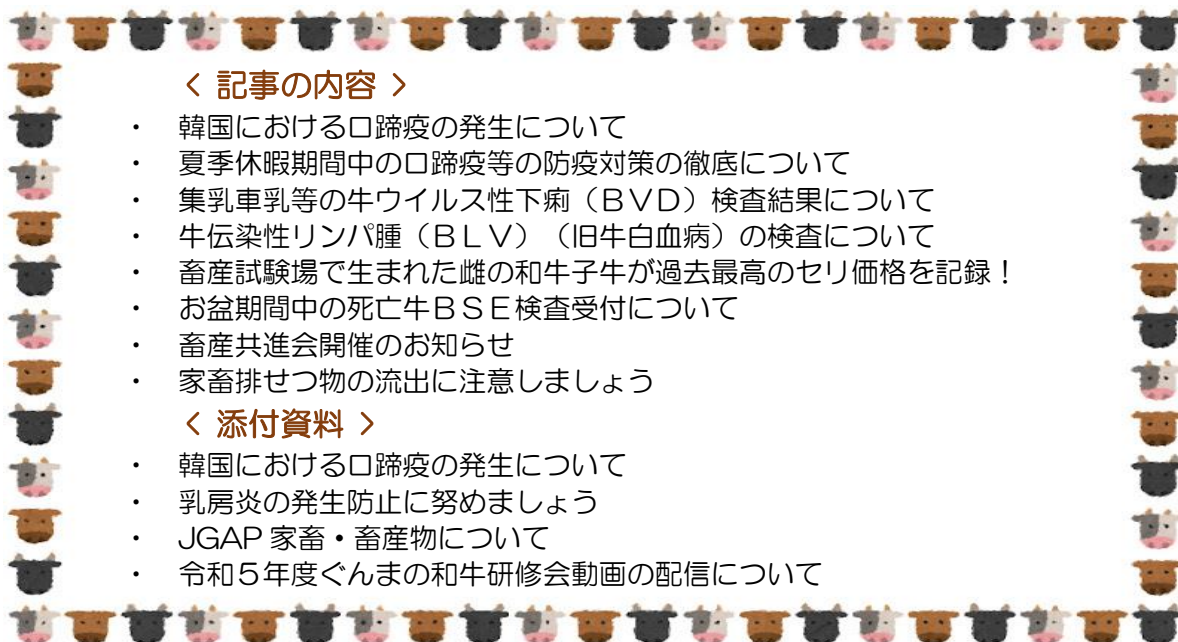 < 記事の内容 >
・ 韓国における口蹄疫の発生について
・ 夏季休暇期間中の口蹄疫等の防疫対策の徹底について
・ 集乳車乳等の牛ウイルス性下痢（ＢＶＤ）検査結果について
・ 牛伝染性リンパ腫（ＢＬＶ）（旧牛白血病）の検査について
・ 畜産試験場で生まれた雌の和牛子牛が過去最高のセリ価格を記録！
・ お盆期間中の死亡牛ＢＳＥ検査受付について
・ 畜産共進会開催のお知らせ
・ 家畜排せつ物の流出に注意しましょう
< 添付資料 >
・ 韓国における口蹄疫の発生について
・ 乳房炎の発生防止に努めましょう
・ JGAP 家畜・畜産物について
・ 令和５年度ぐんまの和牛研修会動画の配信について